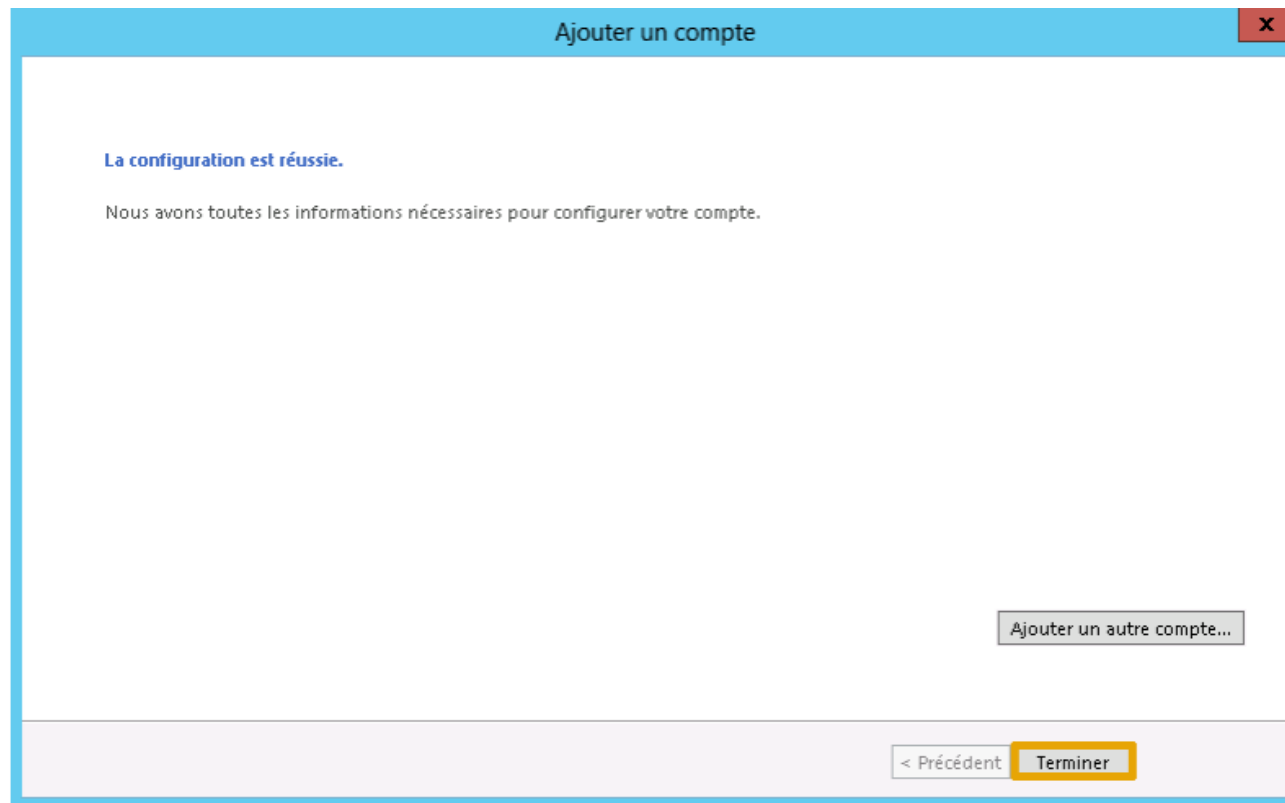 Ajouter un compte
x
La configuration est réussie.
Nous avons toutes les informations nécessaires pour configurer votre compte.
Ajouter un autre compte...
< Précédent
Terminer